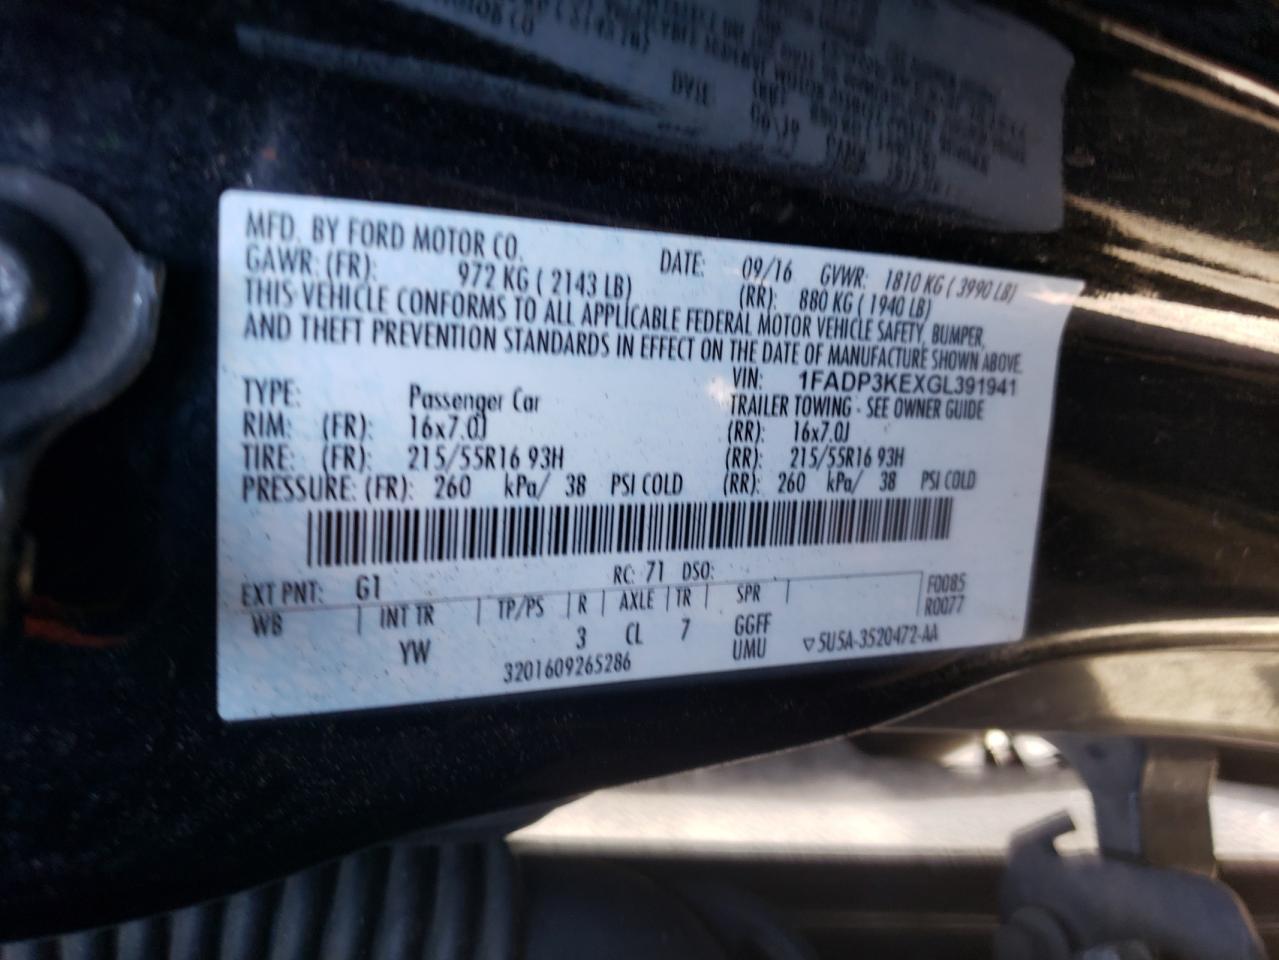 MFD. BY FORD MOTOR CO.
DATE: 09/16 GVWR: 1810 KG ( 3990 LB)
GAWR: (FR): 972 KG ( 2143 LB) (RR): 880 KG ( 1940 LB)
THIS VEHICLE CONFORMS TO ALL APPLICABLE FEDERAL MOTOR VEHICLE SAFETY, BUMPER,
AND THEFT PREVENTION STANDARDS IN EFFECT ON THE DATE OF MANUFACTURE SHOWN ABOVE.
VIN: 1FADP3KEXGL391941
TYPE: Passenger Car TRAILER TOWING - SEE OWNER GUIDE
RIM: (FR): 16x7.0J (RR): 16x7.0J
TIRE: (FR): 215/55R16 93H (RR): 215/55R16 93H
PRESSURE: (FR): 260 kPa/ 38 PSI COLD (RR): 260 kPa/ 38 PSI COLD
EXT PNT: G1 RC: 71 DSO: F0085
WB | INT TR | TP/PS | R | AXLE | TR | SPR | R0077
YW 3 CL 7 GGFF
UMU ▽5U5A-3520472-AA
3201609265286